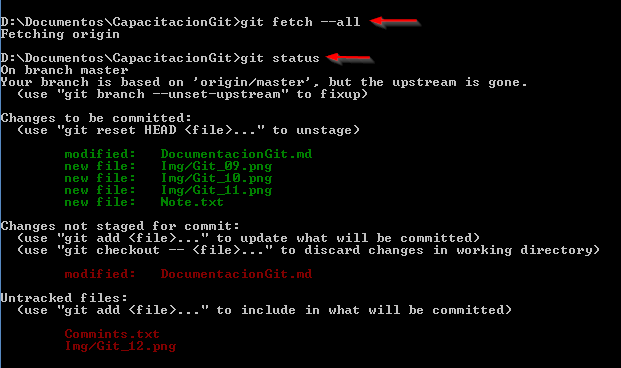 D:\Documentos\CapacitacionGit>git fetch --all
Fetching origin
D:\Documentos\CapacitacionGit>git status
On branch master
Your branch is based on 'origin/master', but the upstream is gone.
  (use "git branch --unset-upstream" to fixup)
Changes to be committed:
  (use "git reset HEAD <file>..." to unstage)
        modified:   DocumentacionGit.md
        new file:   Img/Git_09.png
        new file:   Img/Git_10.png
        new file:   Img/Git_11.png
        new file:   Note.txt
Changes not staged for commit:
  (use "git add <file>..." to update what will be committed)
  (use "git checkout -- <file>..." to discard changes in working directory)
        modified:   DocumentacionGit.md
Untracked files:
  (use "git add <file>..." to include in what will be committed)
        Commints.txt
        Img/Git_12.png